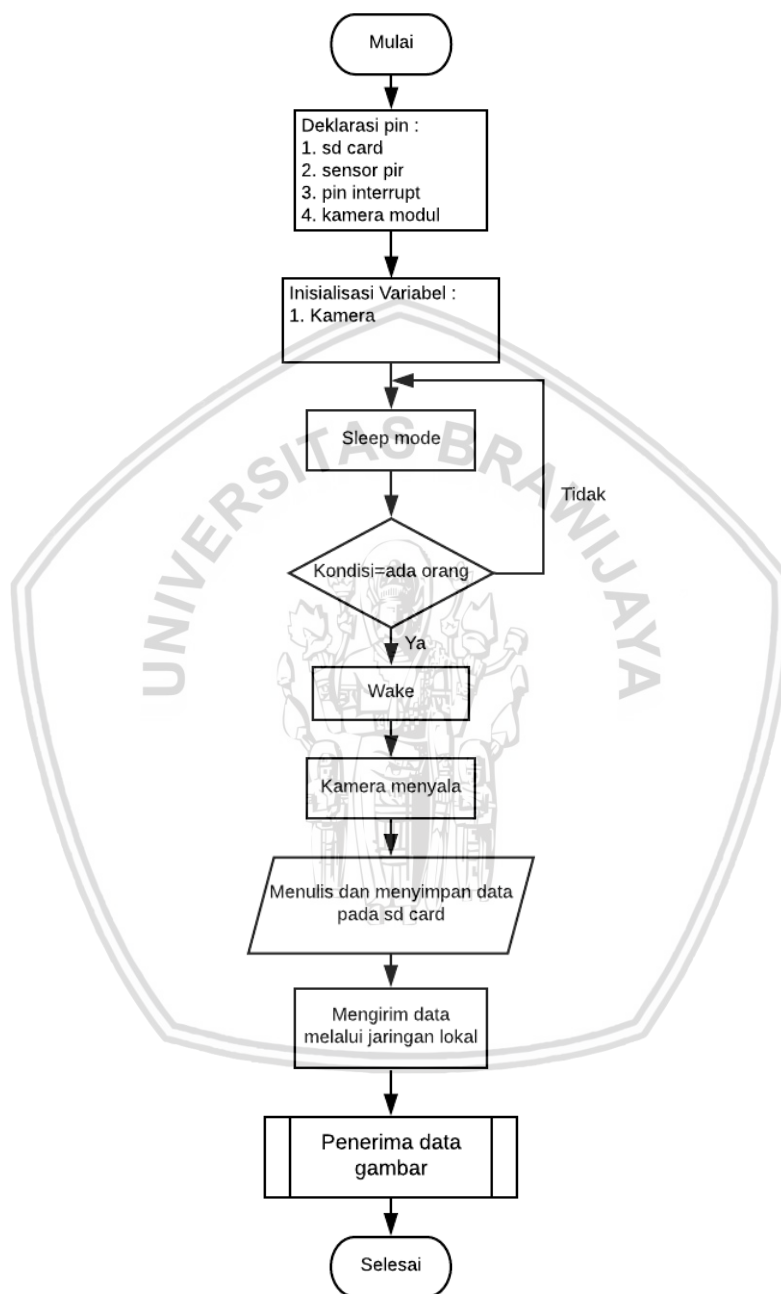 Mulai
Deklarasi pin :
1. sd card
2. sensor pir
3. pin interrupt
4. kamera modul
Inisialisasi Variabel :
1. Kamera
Sleep mode
Tidak
Kondisi=ada orang
Ya
Wake
Kamera menyala
Menulis dan menyimpan data
pada sd card
Mengirim data
melalui jaringan lokal
Penerima data
gambar
Selesai
UNIVERSITAS BRAWIJAYA